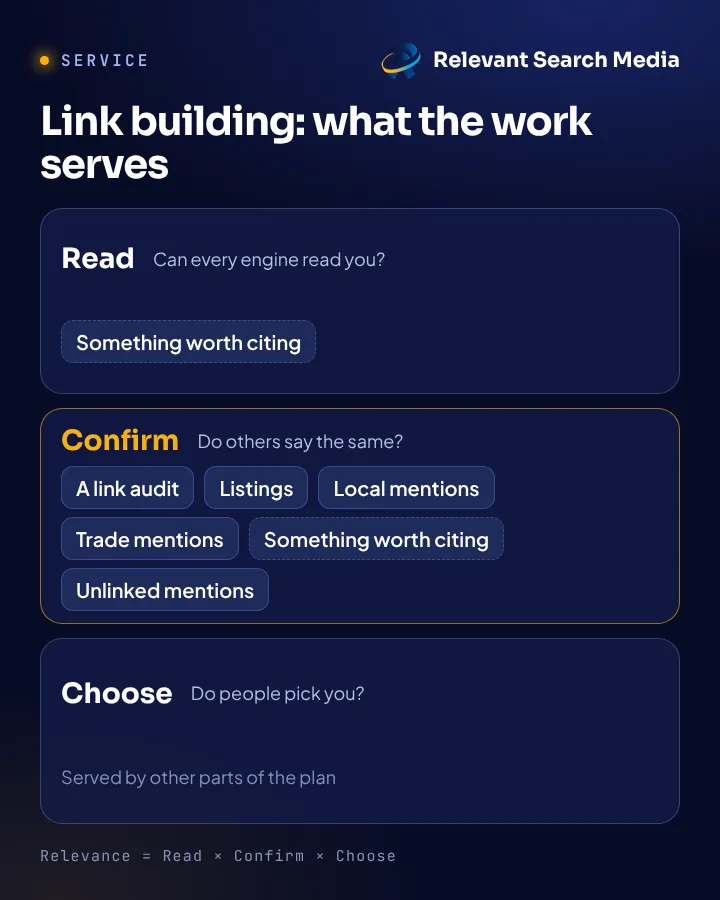 SERVICE
Relevant Search Media
Link building: what the work
serves
Read Can every engine read you?
Something worth citing
Confirm Do others say the same?
A link audit Listings Local mentions
Trade mentions Something worth citing
Unlinked mentions
Choose Do people pick you?
Served by other parts of the plan
Relevance = Read × Confirm × Choose